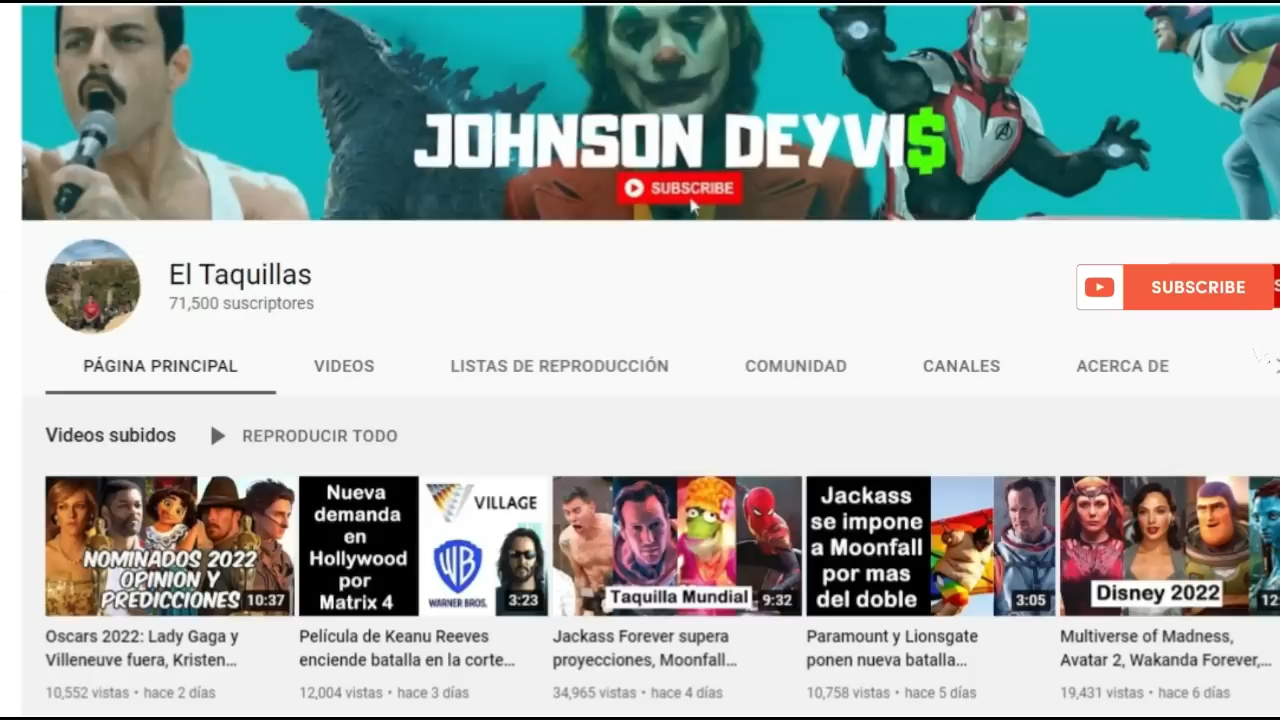 JOHNSON DEYVI$
SUBSCRIBE
El Taquillas
71,500 suscriptores
SUBSCRIBE
PÁGINA PRINCIPAL VIDEOS LISTAS DE REPRODUCCIÓN COMUNIDAD CANALES ACERCA DE
Videos subidos REPRODUCIR TODO
NOMINADOS 2022
OPINION Y
PREDICCIONES
10:37
Nueva
demanda
en
Hollywood
por
Matrix 4
VILLAGE
WB
WARNER BROS.
3:23
Taquilla Mundial
9:32
Jackass
se impone
a Moonfall
por mas
del doble
3:05
Disney 2022
12
Oscars 2022: Lady Gaga y
Villeneuve fuera, Kristen...
10,552 vistas • hace 2 días
Película de Keanu Reeves
enciende batalla en la corte...
12,004 vistas • hace 3 días
Jackass Forever supera
proyecciones, Moonfall...
34,965 vistas • hace 4 días
Paramount y Lionsgate
ponen nueva batalla...
10,758 vistas • hace 5 días
Multiverse of Madness,
Avatar 2, Wakanda Forever,...
19,431 vistas • hace 6 días